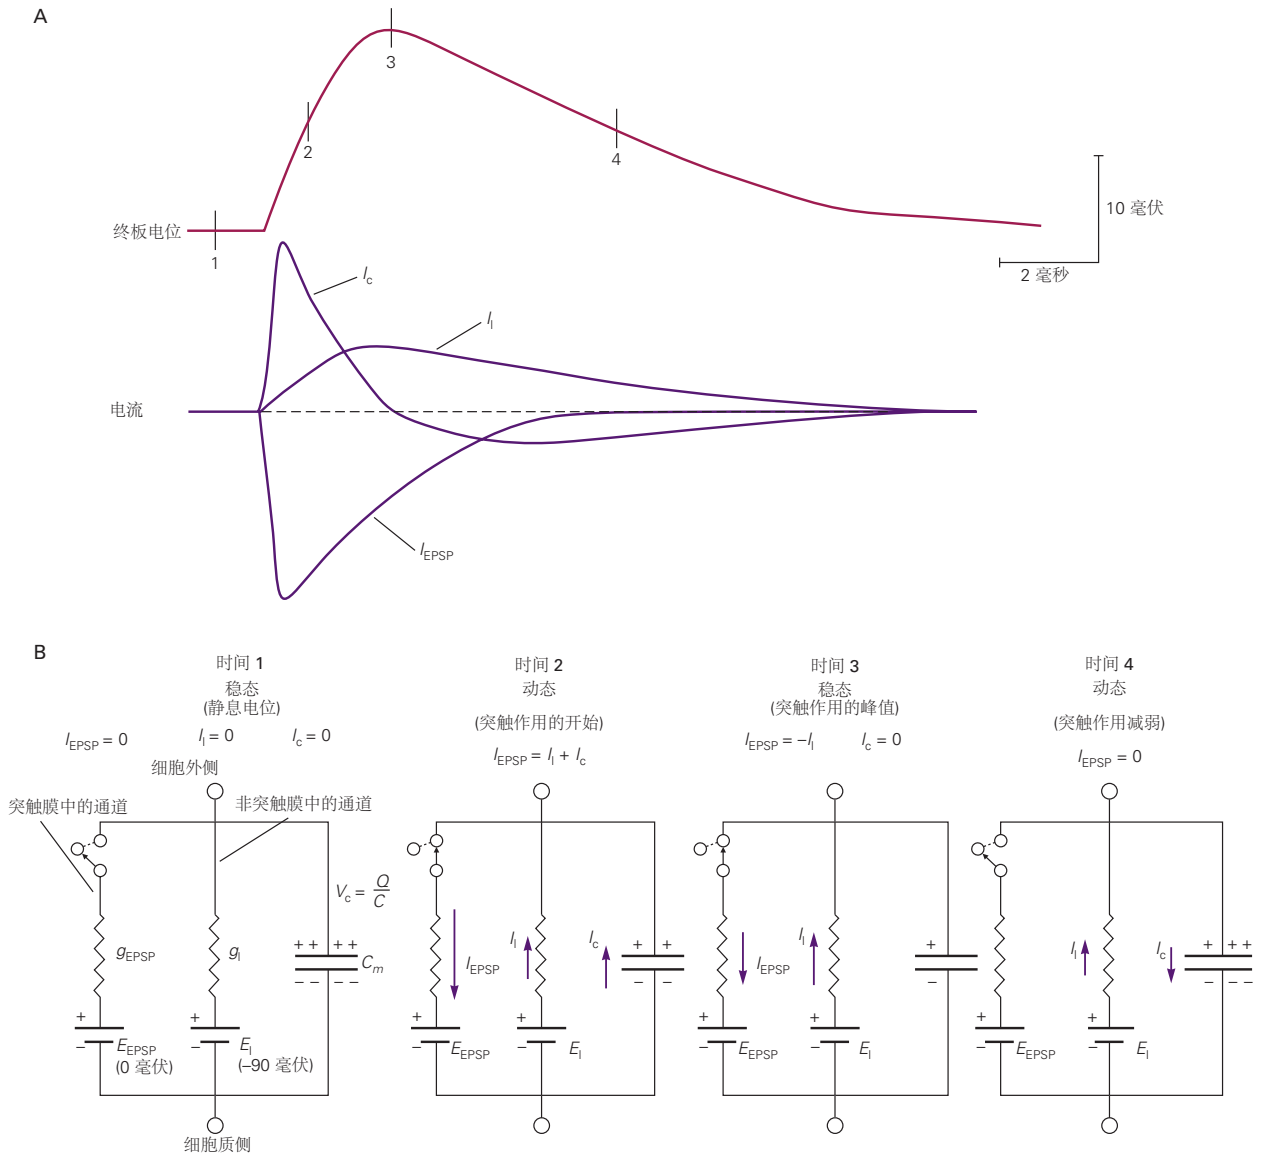 A
3
2
4
10 毫伏
终板电位
1
2 毫秒
Ic
Il
电流
IEPSP
B
时间 1
稳态
(静息电位)
IEPSP = 0 Il = 0 Ic = 0
细胞外侧
突触膜中的通道
非突触膜中的通道
Vc = Q/C
gEPSP
gl
+ + + +
– – – –
Cm
+
–
EEPSP
(0 毫伏)
+
–
El
(–90 毫伏)
细胞质侧
时间 2
动态
(突触作用的开始)
IEPSP = Il + Ic
IEPSP
Il
Ic
+ +
– –
+
–
EEPSP
+
–
El
时间 3
稳态
(突触作用的峰值)
IEPSP = –Il Ic = 0
IEPSP
Il
+
–
+
–
EEPSP
+
–
El
时间 4
动态
(突触作用减弱)
IEPSP = 0
Il
Ic
+ + +
– – –
+
–
EEPSP
+
–
El